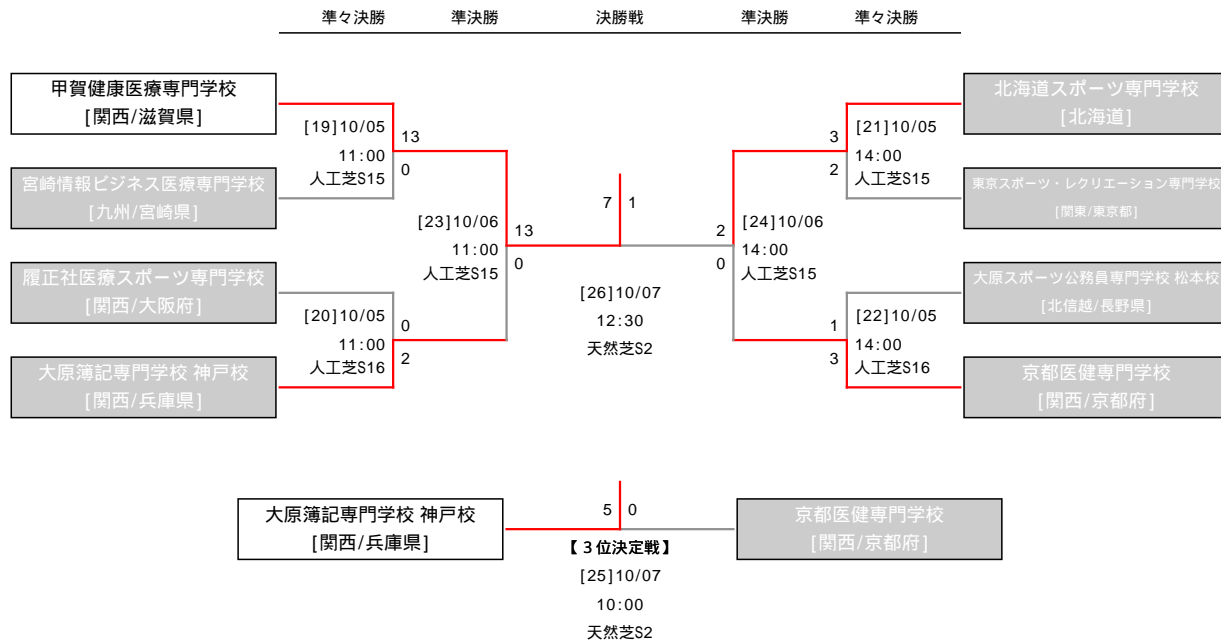 準々決勝 準決勝 決勝戦 準決勝 準々決勝
甲賀健康医療専門学校
[関西/滋賀県]
宮崎情報ビジネス医療専門学校
[九州/宮崎県]
履正社医療スポーツ専門学校
[関西/大阪府]
大原簿記専門学校 神戸校
[関西/兵庫県]
[19]10/05
11:00
人工芝S15
13
0
[20]10/05
11:00
人工芝S16
0
2
[23]10/06
11:00
人工芝S15
13
0
7 1
[26]10/07
12:30
天然芝S2
2
0
[24]10/06
14:00
人工芝S15
3
2
[21]10/05
14:00
人工芝S15
1
3
[22]10/05
14:00
人工芝S16
北海道スポーツ専門学校
[北海道]
東京スポーツ・レクリエーション専門学校
[関東/東京都]
大原スポーツ公務員専門学校 松本校
[北信越/長野県]
京都医健専門学校
[関西/京都府]
大原簿記専門学校 神戸校
[関西/兵庫県]
5 0
【３位決定戦】
[25]10/07
10:00
天然芝S2
京都医健専門学校
[関西/京都府]